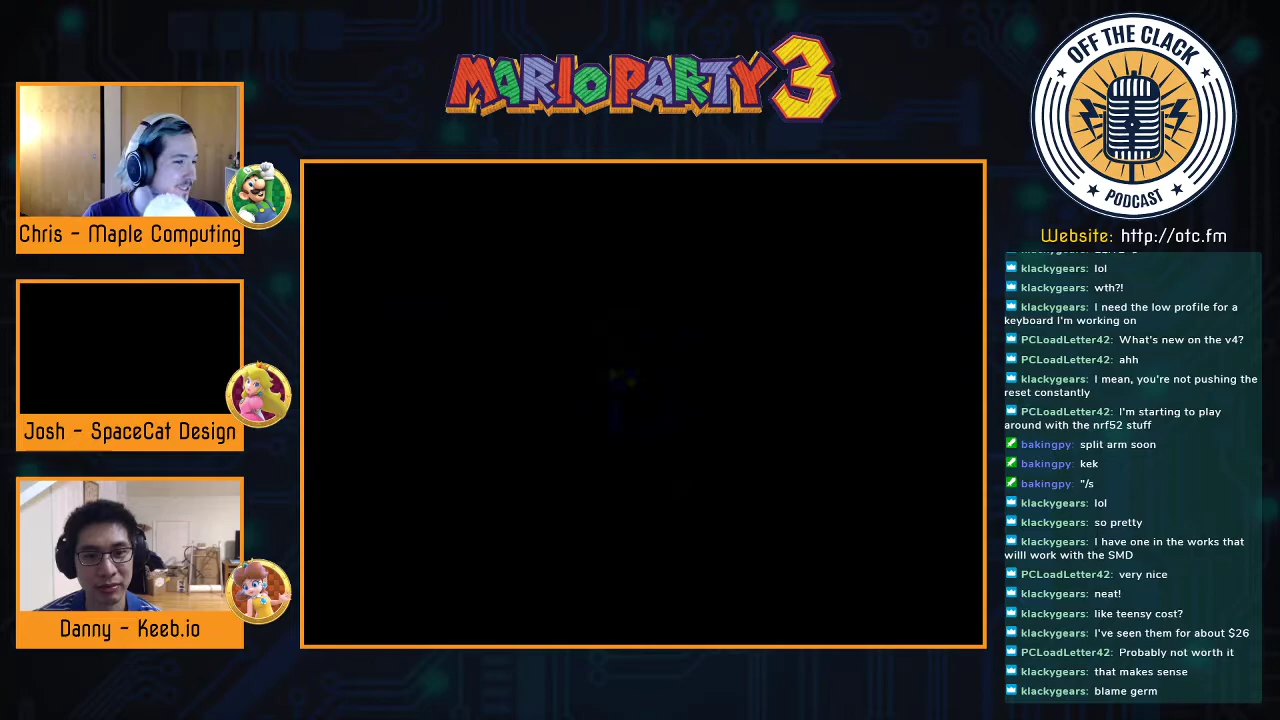 MARIO PARTY 3
OFF THE CLACK
PODCAST
Website: http://otc.fm
Chris - Maple Computing
Josh - SpaceCat Design
Danny - Keeb.io
klackygears: lol
klackygears: wth?!
klackygears: I need the low profile for a
keyboard I'm working on
PCLoadLetter42: What's new on the v4?
PCLoadLetter42: ahh
klackygears: I mean, you're not pushing the
reset constantly
PCLoadLetter42: I'm starting to play
around with the nrf52 stuff
bakingpy: split arm soon
bakingpy: kek
bakingpy: "/s
klackygears: lol
klackygears: so pretty
klackygears: I have one in the works that
willl work with the SMD
PCLoadLetter42: very nice
klackygears: neat!
klackygears: like teensy cost?
klackygears: I've seen them for about $26
PCLoadLetter42: Probably not worth it
klackygears: that makes sense
klackygears: blame germ